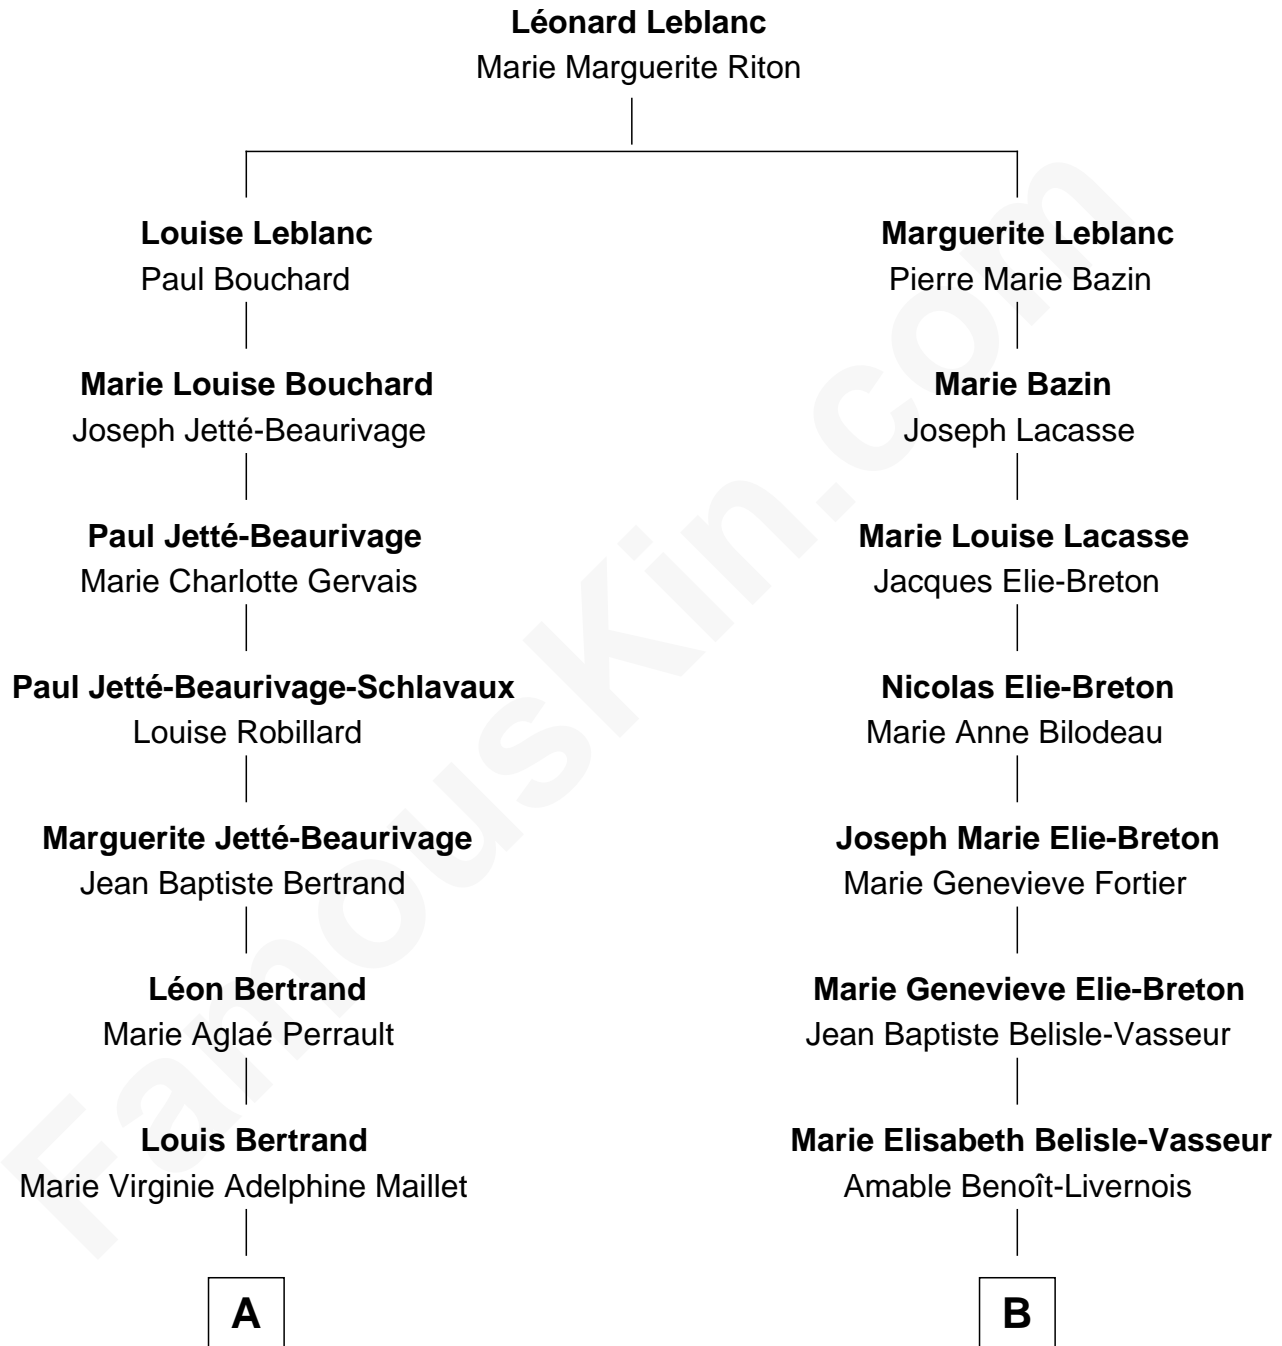 Léonard Leblanc
Marie Marguerite Riton
Louise Leblanc
Paul Bouchard
Marie Louise Bouchard
Joseph Jetté-Beaurivage
Paul Jetté-Beaurivage
Marie Charlotte Gervais
Paul Jetté-Beaurivage-Schlavaux
Louise Robillard
Marguerite Jetté-Beaurivage
Jean Baptiste Bertrand
Léon Bertrand
Marie Aglaé Perrault
Louis Bertrand
Marie Virginie Adelphine Maillet
A
Marguerite Leblanc
Pierre Marie Bazin
Marie Bazin
Joseph Lacasse
Marie Louise Lacasse
Jacques Elie-Breton
Nicolas Elie-Breton
Marie Anne Bilodeau
Joseph Marie Elie-Breton
Marie Genevieve Fortier
Marie Genevieve Elie-Breton
Jean Baptiste Belisle-Vasseur
Marie Elisabeth Belisle-Vasseur
Amable Benoît-Livernois
B
FamousKin.com